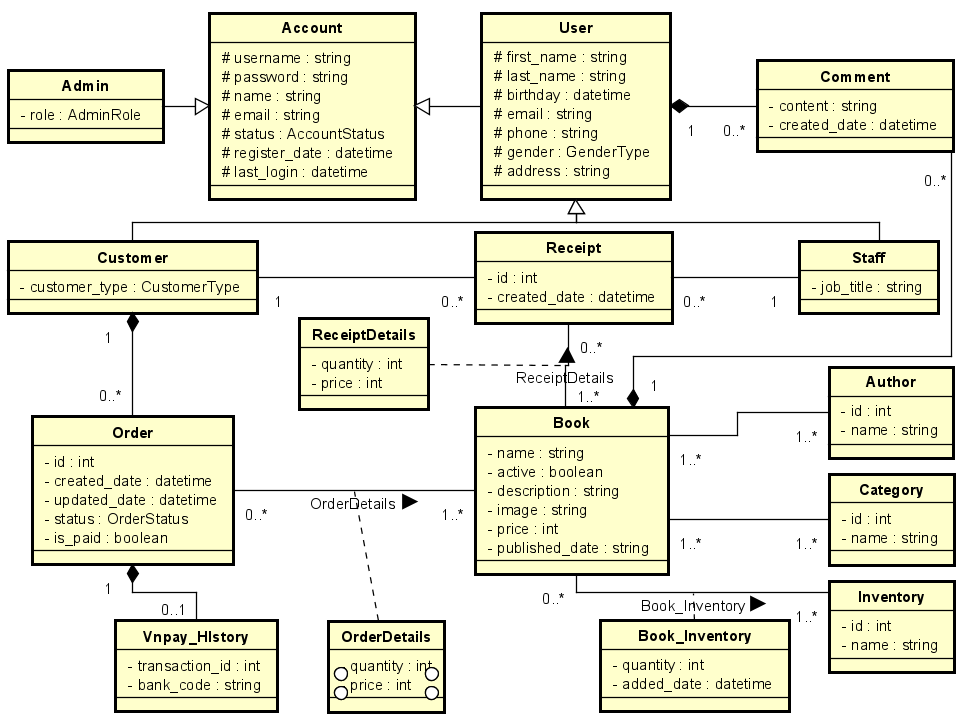 Account
# username : string
# password : string
# name : string
# email : string
# status : AccountStatus
# register_date : datetime
# last_login : datetime
User
# first_name : string
# last_name : string
# birthday : datetime
# email : string
# phone : string
# gender : GenderType
# address : string
Admin
- role : AdminRole
Comment
- content : string
- created_date : datetime
1
0..*
0..*
Customer
- customer_type : CustomerType
Receipt
- id : int
- created_date : datetime
Staff
- job_title : string
1
0..*
0..*
1
ReceiptDetails
- quantity : int
- price : int
1
0..*
ReceiptDetails
1..*
1
0..*
Author
- id : int
- name : string
Order
- id : int
- created_date : datetime
- updated_date : datetime
- status : OrderStatus
- is_paid : boolean
Book
- name : string
- active : boolean
- description : string
- image : string
- price : int
- published_date : string
1..*
1..*
OrderDetails
0..*
1..*
Category
- id : int
- name : string
1..*
1..*
1
0..1
0..*
Book_Inventory
1..*
Inventory
- id : int
- name : string
Vnpay_HIstory
- transaction_id : int
- bank_code : string
OrderDetails
quantity : int
price : int
Book_Inventory
- quantity : int
- added_date : datetime